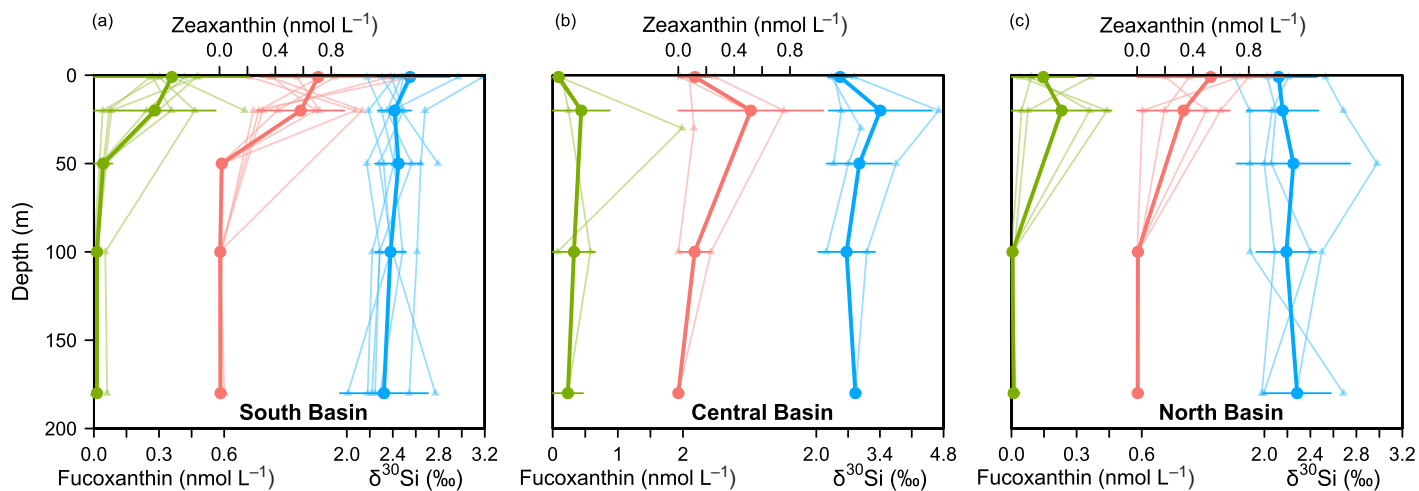 (a)
Zeaxanthin (nmol L⁻¹)
0.0 0.4 0.8
(b)
Zeaxanthin (nmol L⁻¹)
0.0 0.4 0.8
(c)
Zeaxanthin (nmol L⁻¹)
0.0 0.4 0.8
Depth (m)
0
50
100
150
200
South Basin
Central Basin
North Basin
0.0 0.3 0.6 2.0 2.4 2.8 3.2
0 1 2 2.0 3.4 4.8
0.0 0.3 0.6 2.0 2.4 2.8 3.2
Fucoxanthin (nmol L⁻¹) δ³⁰Si (‰)
Fucoxanthin (nmol L⁻¹) δ³⁰Si (‰)
Fucoxanthin (nmol L⁻¹) δ³⁰Si (‰)